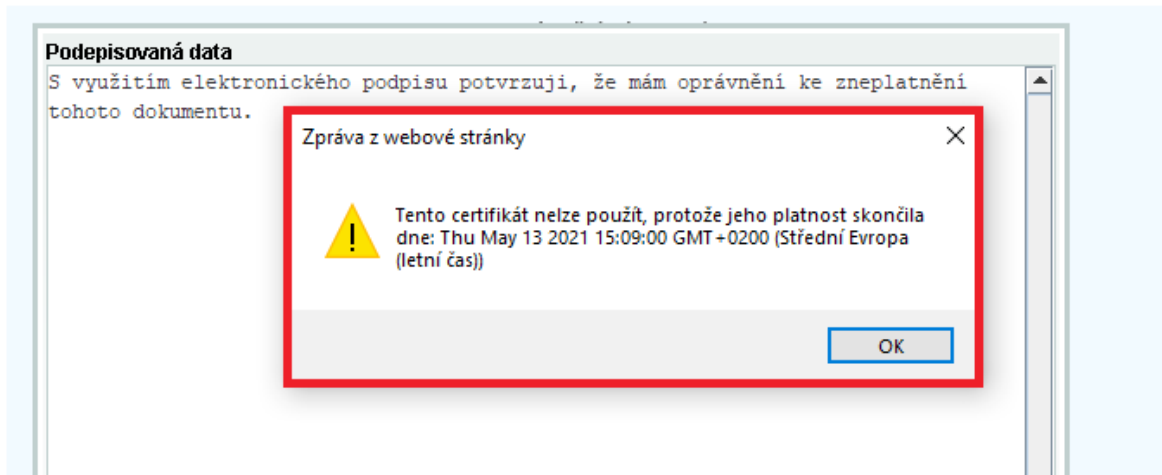 Podepisovaná data
S využitím elektronického podpisu potvrzuji, že mám oprávnění ke zneplatnění
tohoto dokumentu.
Zpráva z webové stránky
Tento certifikát nelze použít, protože jeho platnost skončila
dne: Thu May 13 2021 15:09:00 GMT+0200 (Střední Evropa
(letní čas))
OK